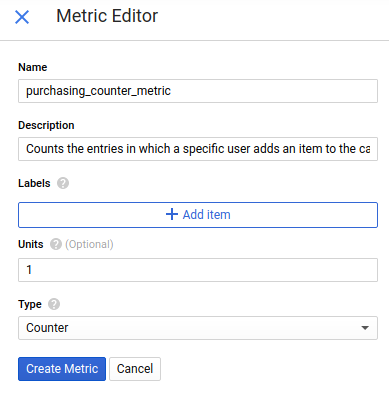 Metric Editor
Name
purchasing_counter_metric
Description
Counts the entries in which a specific user adds an item to the ca
Labels ?
+ Add item
Units ? (Optional)
1
Type ?
Counter
Create Metric Cancel